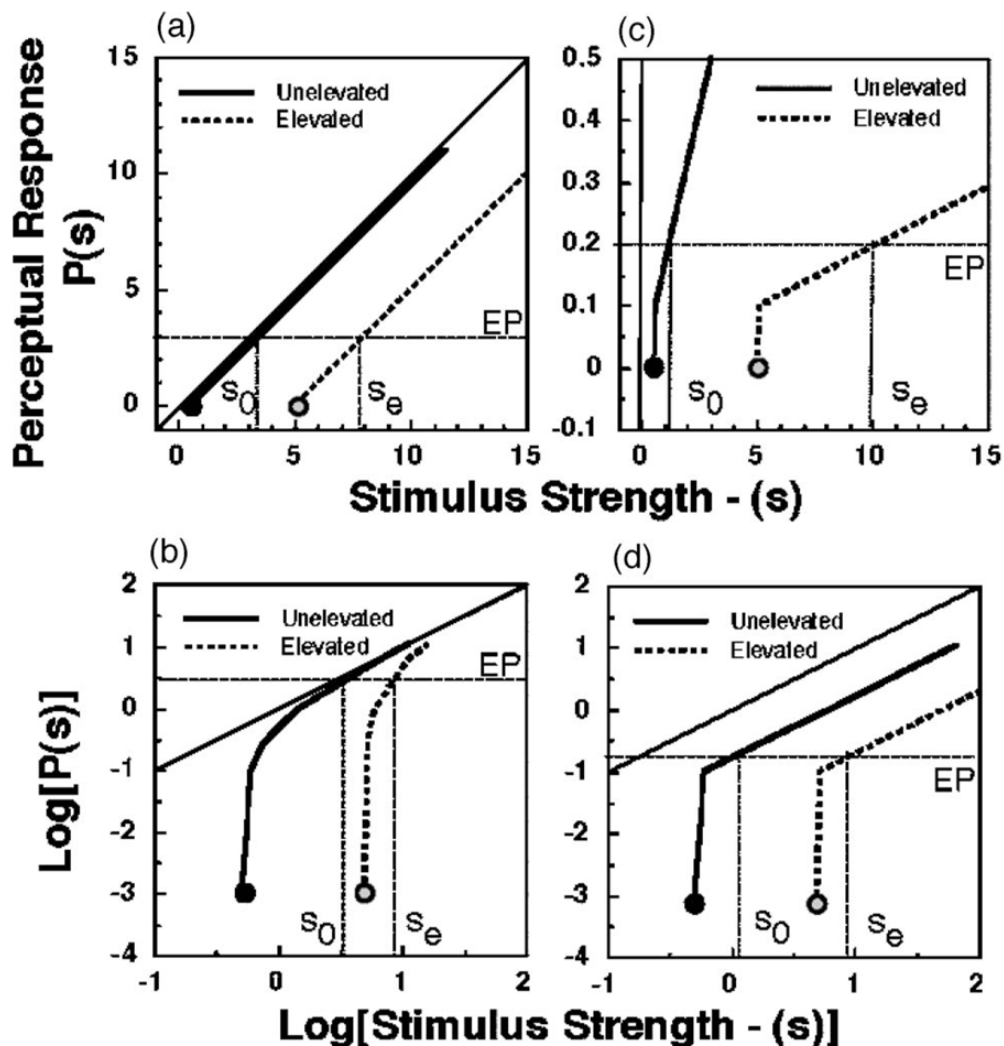 (a)
Perceptual Response
P(s)
15
10
5
0
Unelevated
Elevated
EP
s0
se
0
5
10
15
(c)
0.5
0.4
0.3
0.2
0.1
0
-0.1
Unelevated
Elevated
EP
s0
se
0
5
10
15
Stimulus Strength - (s)
(b)
Log[P(s)]
2
1
0
-1
-2
-3
-4
Unelevated
Elevated
EP
s0
se
-1
0
1
2
(d)
2
1
0
-1
-2
-3
-4
Unelevated
Elevated
EP
s0
se
-1
0
1
2
Log[Stimulus Strength - (s)]